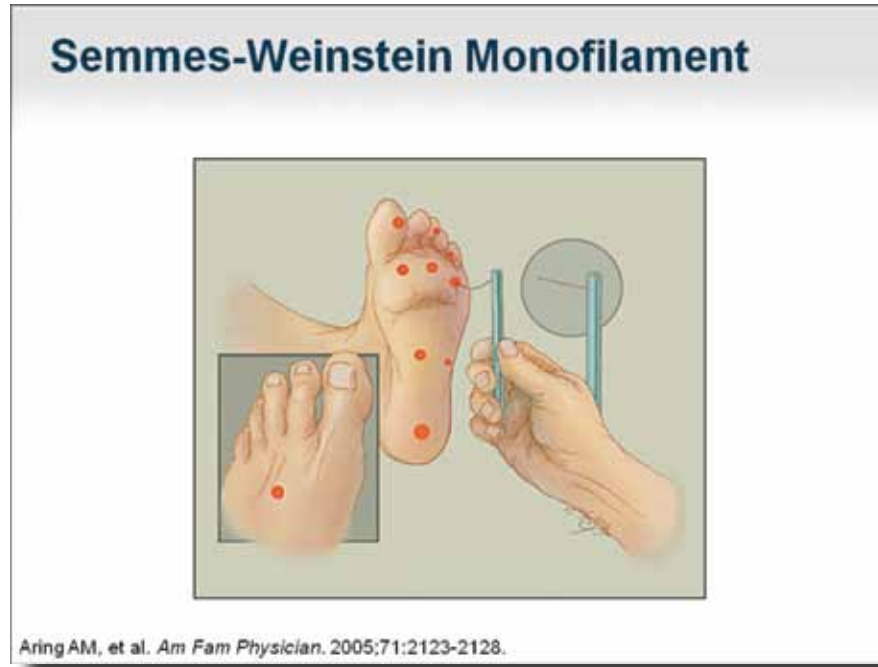 Semmes-Weinstein Monofilament
Aring AM, et al. Am Fam Physician. 2005;71:2123-2128.